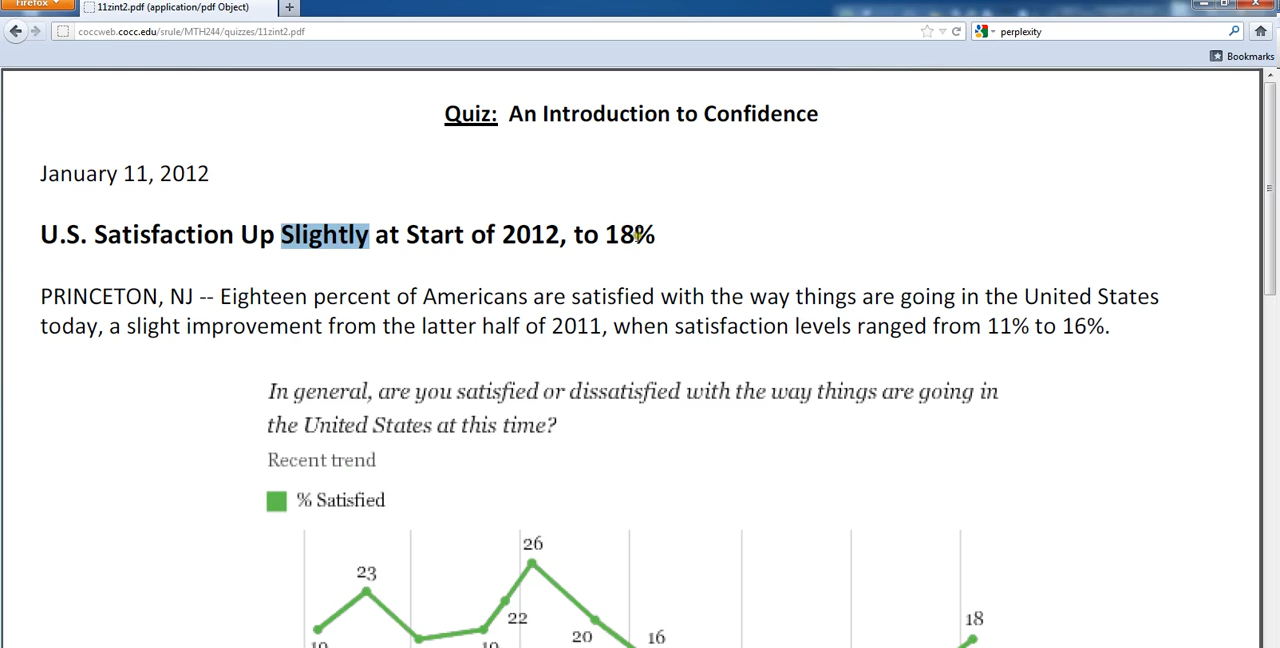 Firefox
11zint2.pdf (application/pdf Object)
coccweb.cocc.edu/srule/MTH244/quizzes/11zint2.pdf
perplexity
Bookmarks
Quiz: An Introduction to Confidence
January 11, 2012
U.S. Satisfaction Up Slightly at Start of 2012, to 18%
PRINCETON, NJ -- Eighteen percent of Americans are satisfied with the way things are going in the United States
today, a slight improvement from the latter half of 2011, when satisfaction levels ranged from 11% to 16%.
In general, are you satisfied or dissatisfied with the way things are going in
the United States at this time?
Recent trend
% Satisfied
26
23
22
18
20
16
19
19